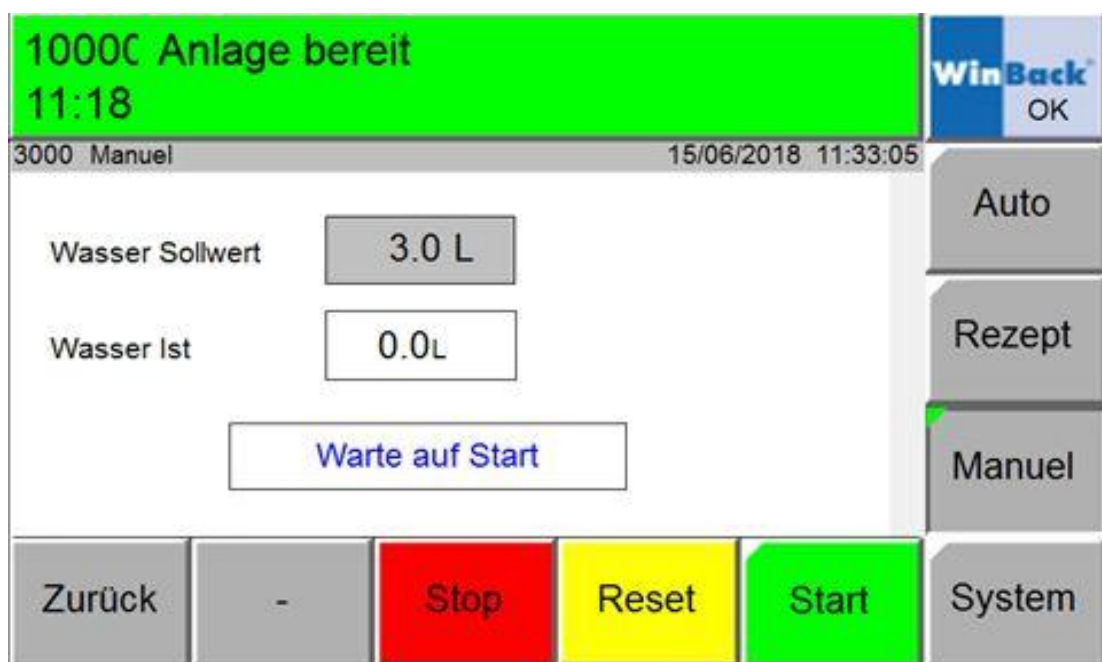 10000 Anlage bereit
11:18
WinBack
OK
3000 Manuel 15/06/2018 11:33:05
Auto
Wasser Sollwert 3.0 L
Rezept
Wasser Ist 0.0L
Manuel
Warte auf Start
Zurück - Stop Reset Start System